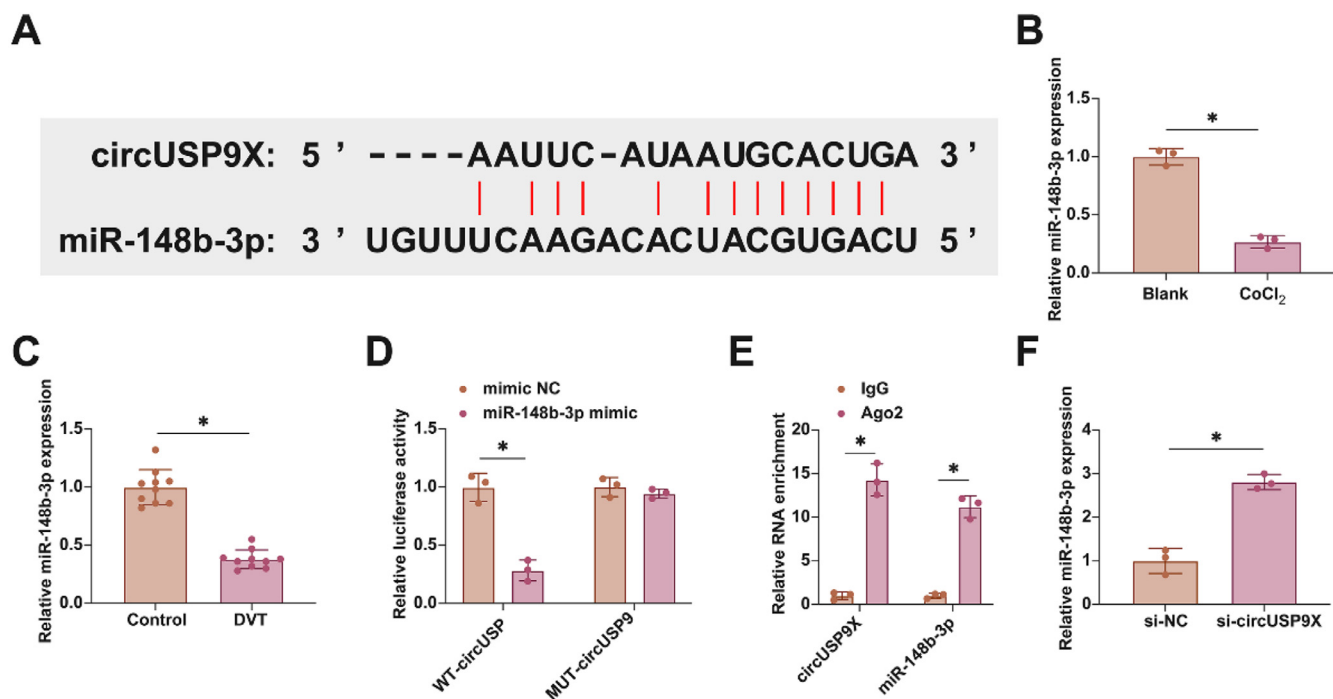 A
circUSP9X: 5 ’ ----AAUUC-AUAAUGCACUGA 3 ’
miR-148b-3p: 3 ’ UGUUUCAAGACACUACGUGACU 5 ’
B
Relative miR-148b-3p expression
1.5
1.0
0.5
0.0
*
Blank
CoCl₂
C
Relative miR-148b-3p expression
1.5
1.0
0.5
0.0
*
Control
DVT
D
mimic NC
miR-148b-3p mimic
Relative luciferase activity
1.5
1.0
0.5
0.0
*
WT-circUSP
MUT-circUSP9
E
IgG
Ago2
Relative RNA enrichment
20
15
10
5
0
*
*
circUSP9X
miR-148b-3p
F
Relative miR-148b-3p expression
4
3
2
1
0
*
si-NC
si-circUSP9X